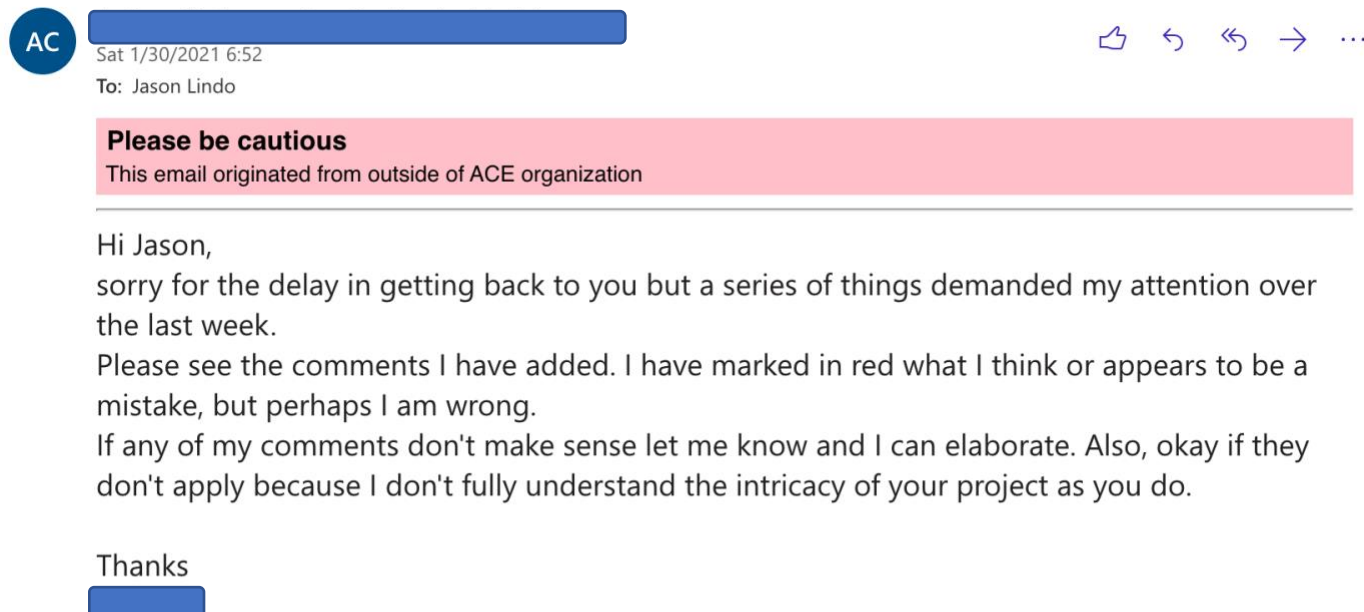 AC
Sat 1/30/2021 6:52
To: Jason Lindo
Please be cautious
This email originated from outside of ACE organization
Hi Jason,
sorry for the delay in getting back to you but a series of things demanded my attention over
the last week.
Please see the comments I have added. I have marked in red what I think or appears to be a
mistake, but perhaps I am wrong.
If any of my comments don't make sense let me know and I can elaborate. Also, okay if they
don't apply because I don't fully understand the intricacy of your project as you do.
Thanks